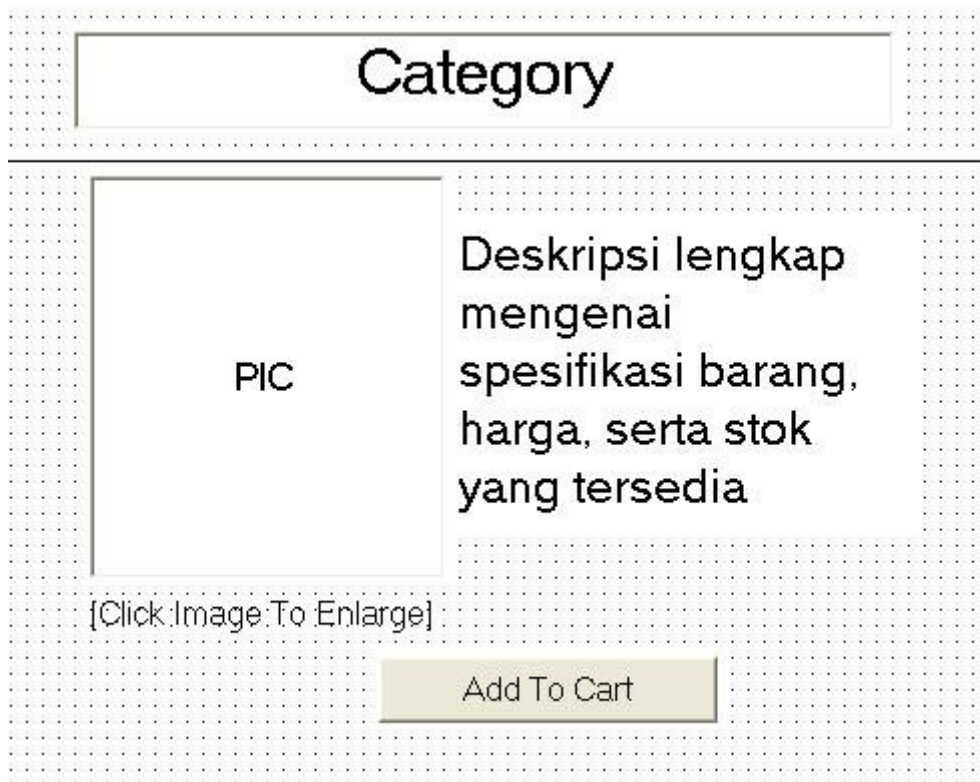 Category
Deskripsi lengkap
mengenai
spesifikasi barang,
harga, serta stok
yang tersedia
PIC
[Click Image To Enlarge]
Add To Cart